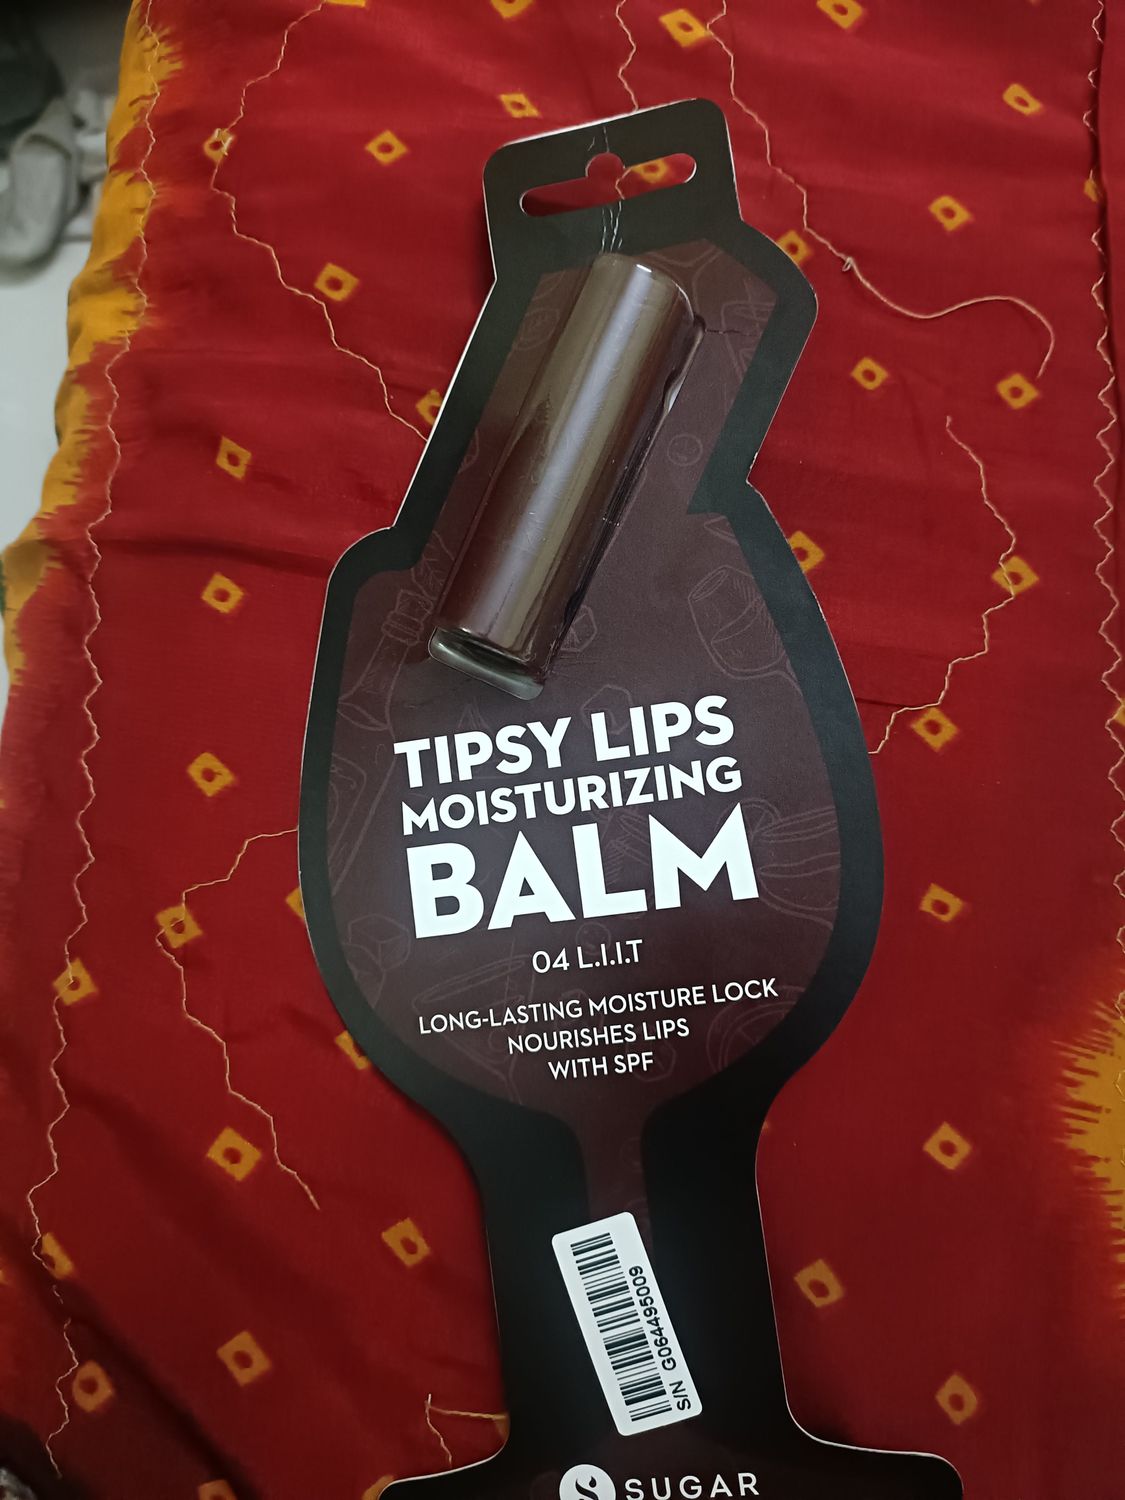 TIPSY LIPS
MOISTURIZING
BALM
04 L.I.I.T
LONG-LASTING MOISTURE LOCK
NOURISHES LIPS
WITH SPF
S/N G064495009
SUGAR